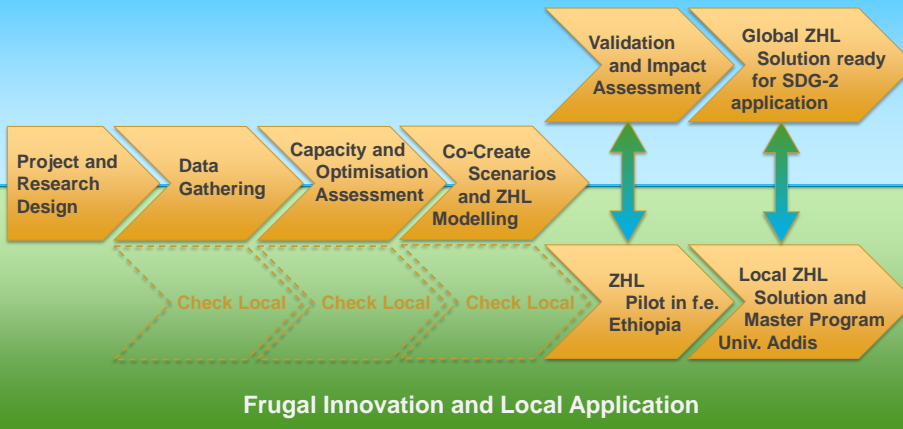 Validation
and Impact
Assessment
Global ZHL
Solution ready
for SDG-2
application
Project and
Research
Design
Data
Gathering
Capacity and
Optimisation
Assessment
Co-Create
Scenarios
and ZHL
Modelling
Check Local
Check Local
Check Local
ZHL
Pilot in f.e.
Ethiopia
Local ZHL
Solution and
Master Program
Univ. Addis
Frugal Innovation and Local Application